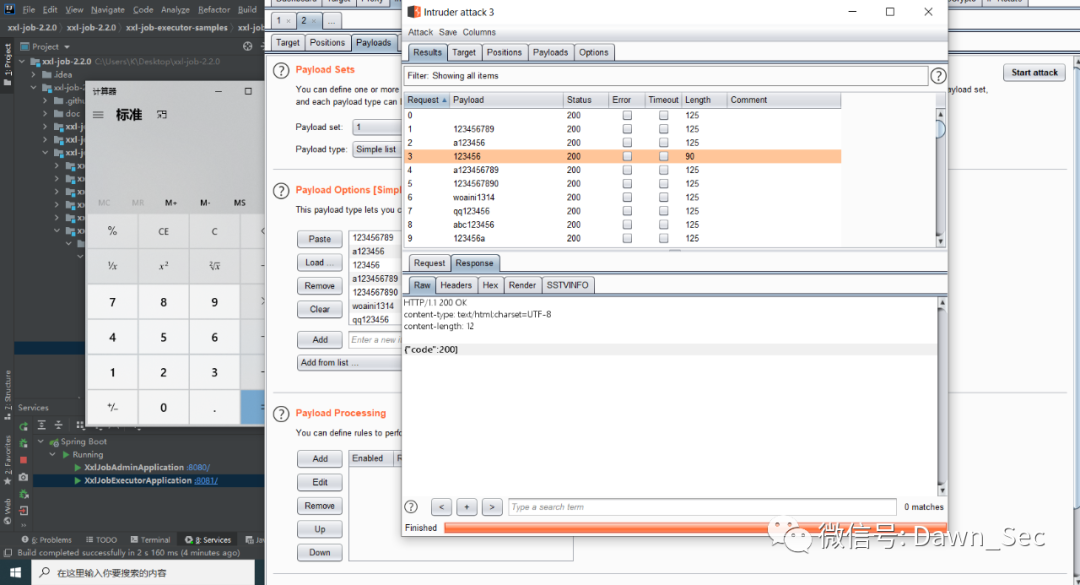 File Edit View Navigate Code Analyze Refactor Build
xxl-job-2.2.0 xxl-job-2.2.0 xxl-job-executor-samples
Project
xxl-job-2.2.0 C:\Users\K\Desktop\xxl-job-2.2.0
.idea
doc
计算器
标准
MC MR M+ M- MS
% CE C
¹/x x² ²√x
7 8 9
4 5 6
1 2 3
+/- 0 . =
1: Project
2: Structure
2: Favorites
Web
Services
Spring Boot
Running
XxlJobAdminApplication :8080/
XxlJobExecutorApplication :8081/
6: Problems TODO Terminal 8: Services
Build completed successfully in 2 s 160 ms (4 minutes ago)
在这里输入你要搜索的内容
1 × 2 × ...
Target Positions Payloads
? Payload Sets
Start attack
You can define one or more
payload set,
and each payload type can
Payload set: 1
Payload type: Simple list
? Payload Options [Simpl
This payload type lets you c
Paste
Load ...
Remove
Clear
123456789
a123456
123456
a123456789
1234567890
woaini1314
qq123456
Add Enter a new
Add from list ...
? Payload Processing
You can define rules to perfo
Add Enabled
Edit
Remove
Up
Down
Intruder attack 3
Attack Save Columns
Results Target Positions Payloads Options
Filter: Showing all items
?
Request Payload Status Error Timeout Length Comment
0 200 125
1 123456789 200 125
2 a123456 200 125
3 123456 200 90
4 a123456789 200 125
5 1234567890 200 125
6 woaini1314 200 125
7 qq123456 200 125
8 abc123456 200 125
9 123456a 200 125
Request Response
Raw Headers Hex Render SSTVINFO
HTTP/1.1 200 OK
content-type: text/html;charset=UTF-8
content-length: 12
{"code":200}
? < + > Type a search term 0 matches
Finished
微信号: Dawn_Sec